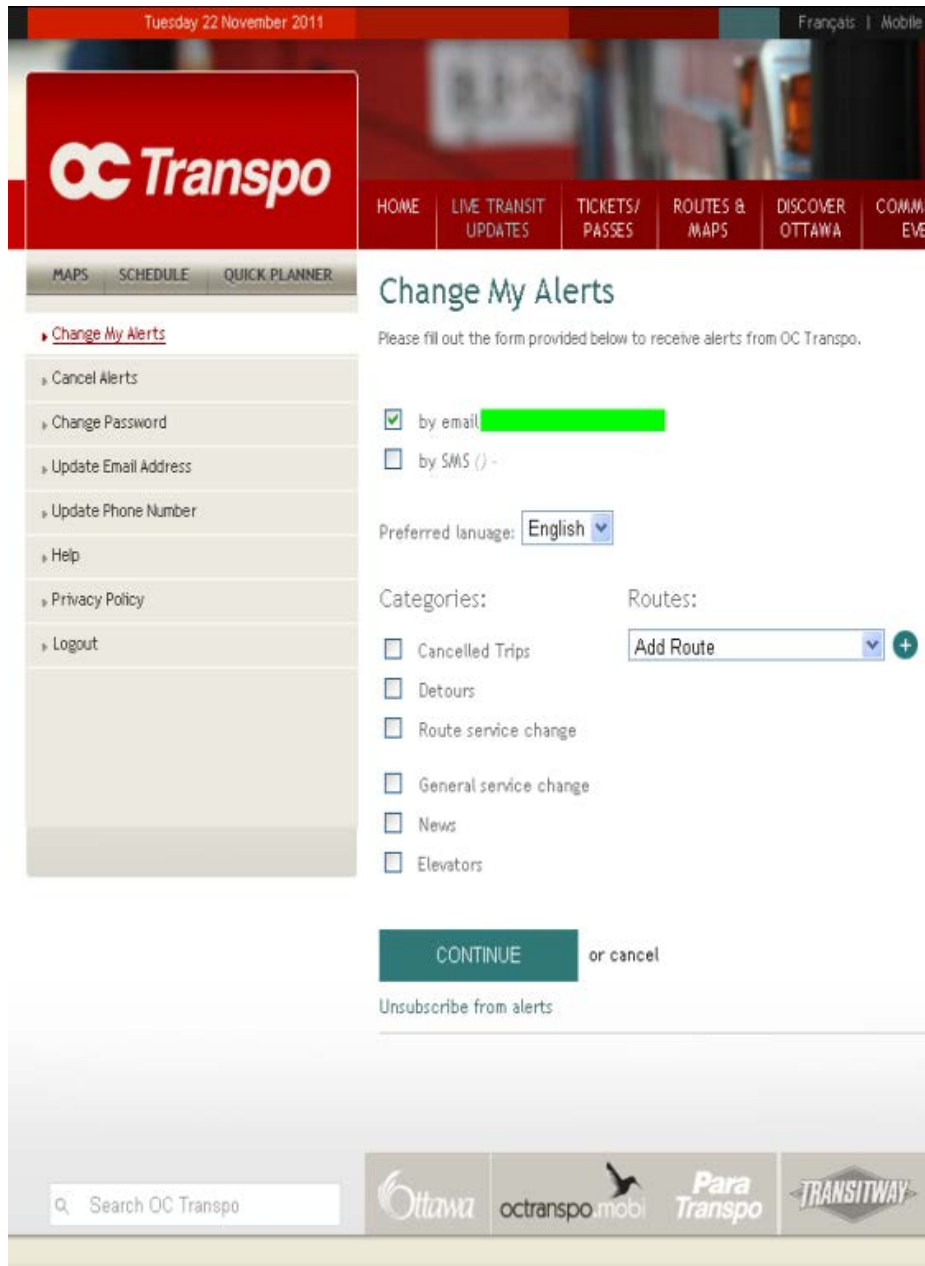 Tuesday 22 November 2011
Français | Mobile
OC Transpo
HOME
LIVE TRANSIT
UPDATES
TICKETS/
PASSES
ROUTES &
MAPS
DISCOVER
OTTAWA
COMM
EVE
MAPS SCHEDULE QUICK PLANNER
Change My Alerts
Cancel Alerts
Change Password
Update Email Address
Update Phone Number
Help
Privacy Policy
Logout
Change My Alerts
Please fill out the form provided below to receive alerts from OC Transpo.
by email
by SMS () -
Preferred lanuage: English
Categories:
Cancelled Trips
Detours
Route service change
General service change
News
Elevators
Routes:
Add Route
CONTINUE or cancel
Unsubscribe from alerts
Search OC Transpo
Ottawa
octranspo.mobi
Para
Transpo
TRANSITWAY